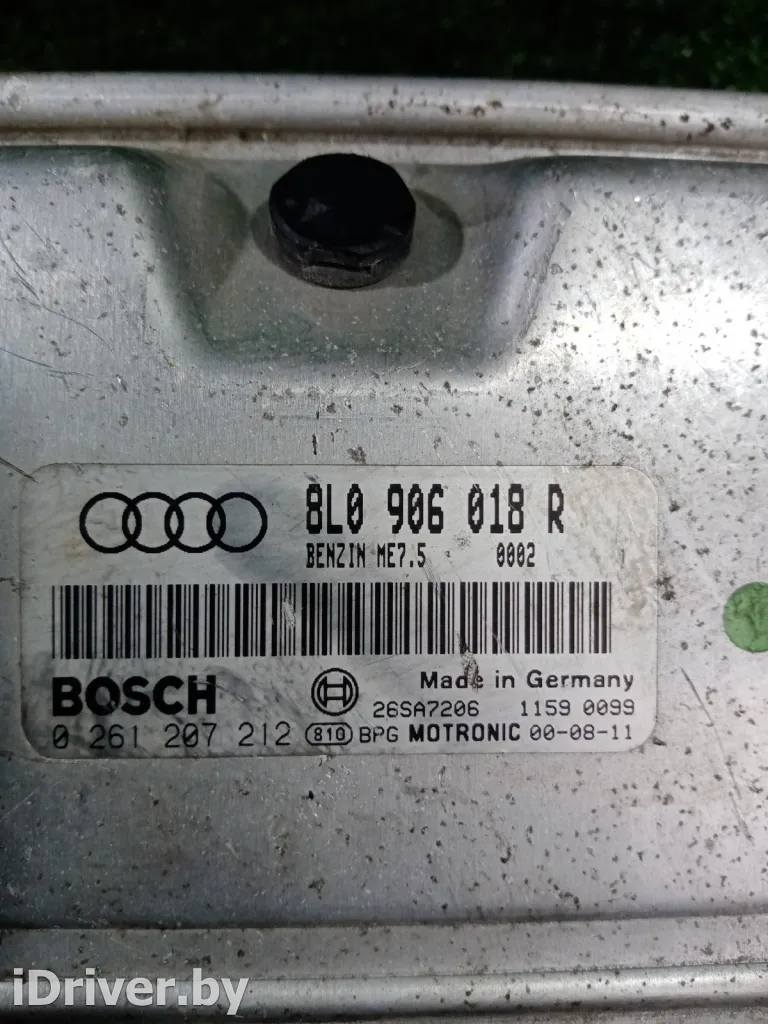 8L0 906 018 R
BENZIN ME7.5 0002
BOSCH
Made in Germany
26SA7206 1159 0099
0 261 207 212 810 BPG MOTRONIC 00-08-11
iDriver.by